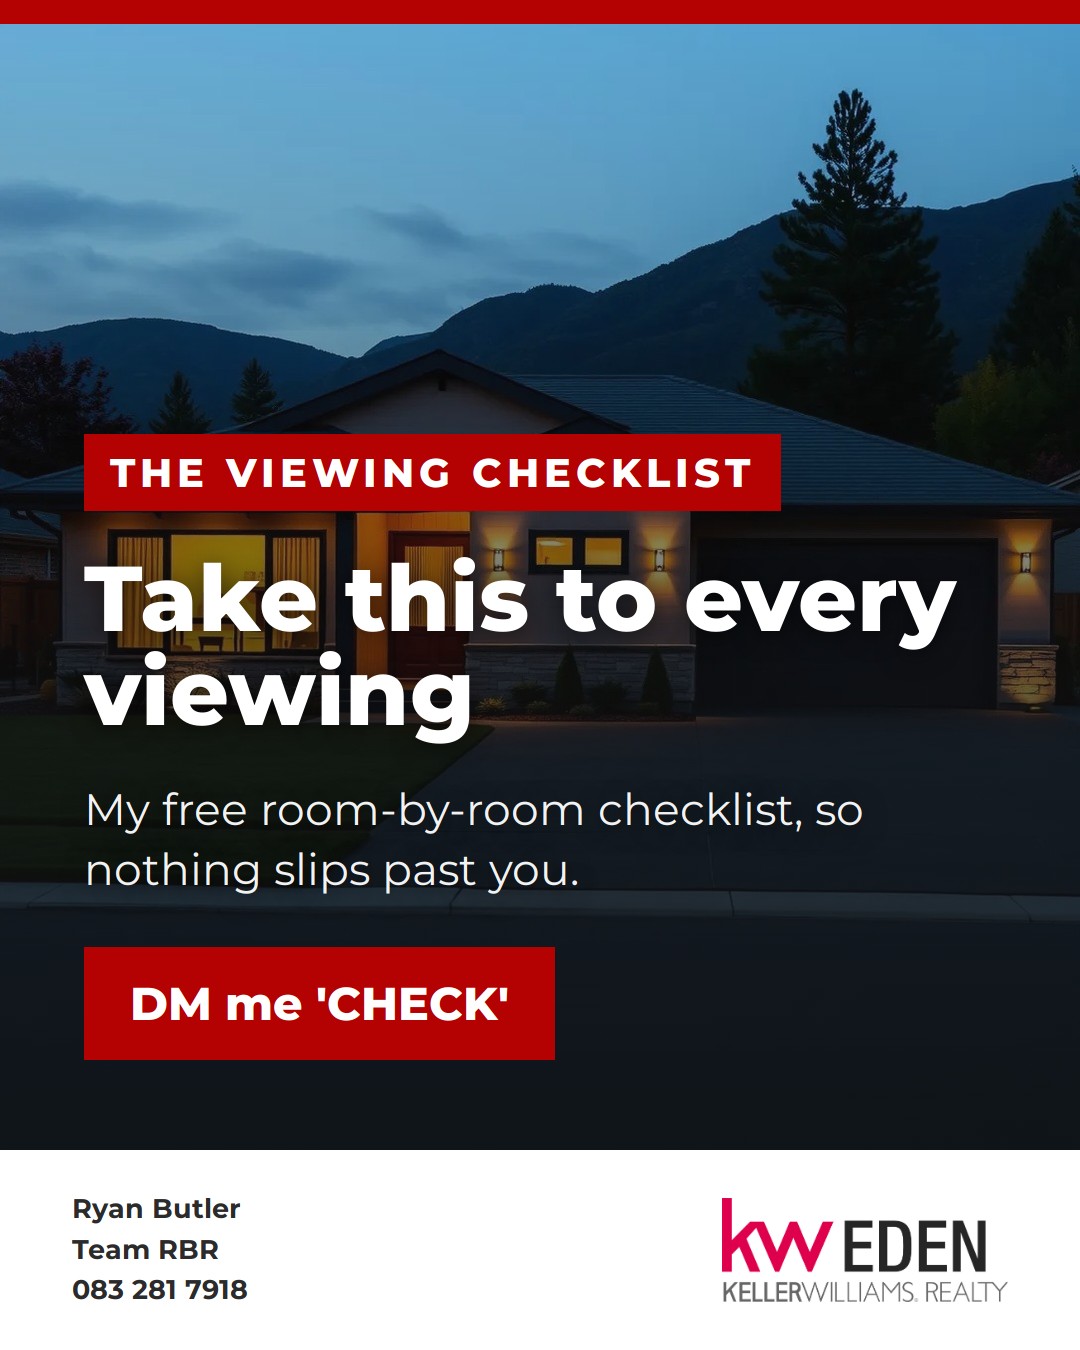 THE VIEWING CHECKLIST
Take this to every
viewing
My free room-by-room checklist, so
nothing slips past you.
DM me 'CHECK'
Ryan Butler
Team RBR
083 281 7918
kw EDEN
KELLERWILLIAMS. REALTY